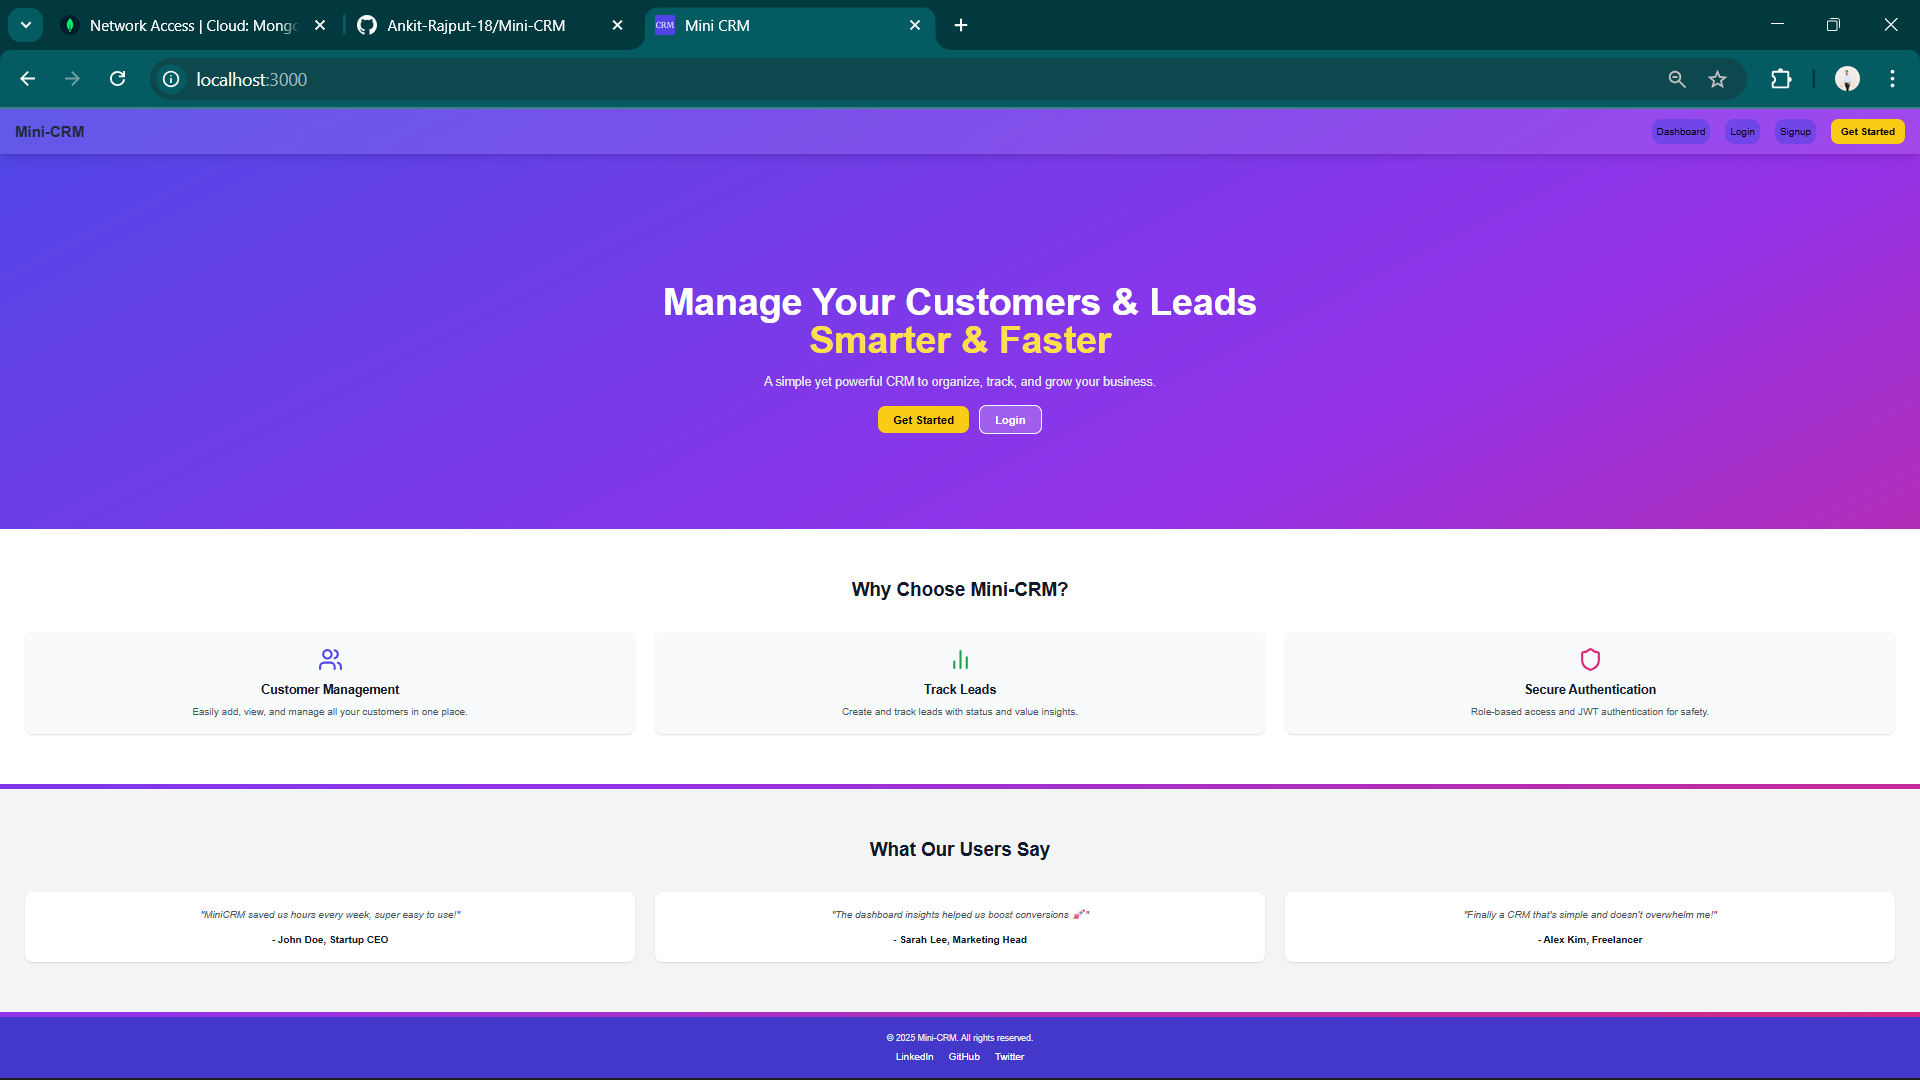 Network Access | Cloud: Mong
Ankit-Rajput-18/Mini-CRM
CRM
Mini CRM
localhost:3000
Mini-CRM
Dashboard
Login
Signup
Get Started
Manage Your Customers & Leads
Smarter & Faster
A simple yet powerful CRM to organize, track, and grow your business.
Get Started
Login
Why Choose Mini-CRM?
Customer Management
Easily add, view, and manage all your customers in one place.
Track Leads
Create and track leads with status and value insights.
Secure Authentication
Role-based access and JWT authentication for safety.
What Our Users Say
"MiniCRM saved us hours every week, super easy to use!"
- John Doe, Startup CEO
"The dashboard insights helped us boost conversions 🚀"
- Sarah Lee, Marketing Head
"Finally a CRM that's simple and doesn't overwhelm me!"
- Alex Kim, Freelancer
© 2025 Mini-CRM. All rights reserved.
LinkedIn
GitHub
Twitter